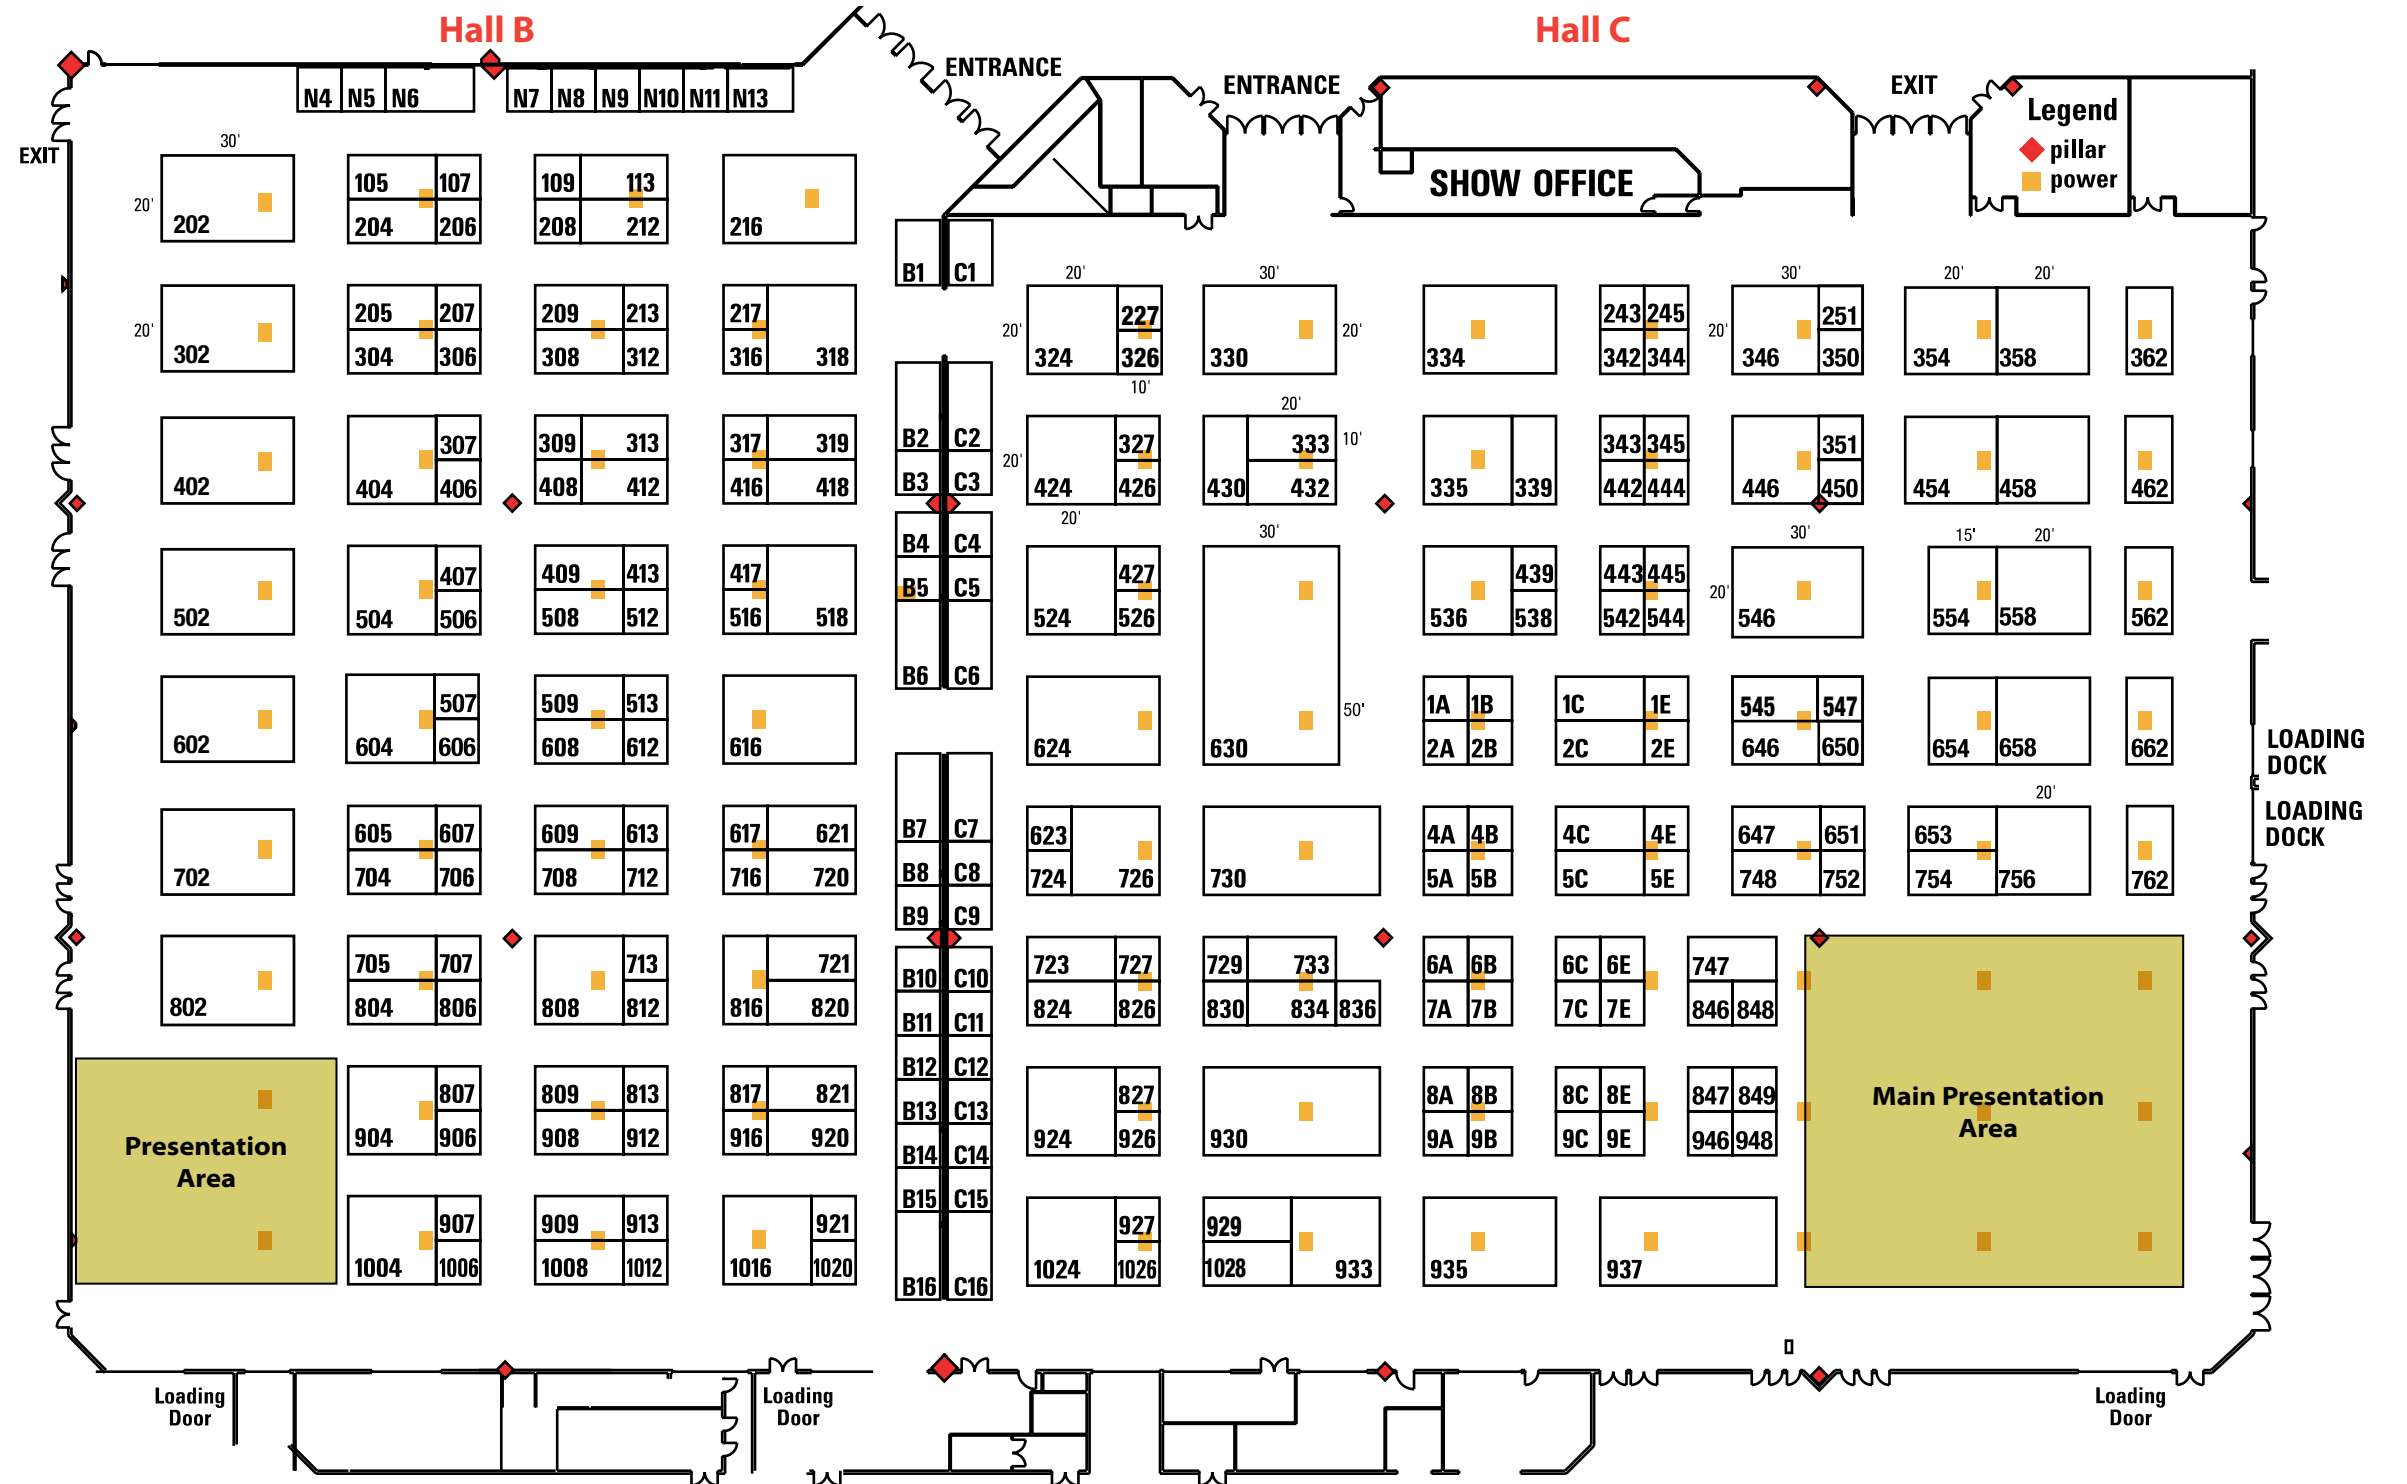 Hall B
Hall C
ENTRANCE
ENTRANCE
EXIT
N4 N5 N6 N7 N8 N9 N10 N11 N13
Legend
pillar
power
EXIT
SHOW OFFICE
30'
105 107 109 113
20' 202 204 206 208 212 216
B1 C1
20' 30' 30' 20' 20'
205 207 209 213 217 227 243 245 251
20' 20' 20' 20'
302 304 306 308 312 316 318 324 326 330 334 342 344 346 350 354 358 362
10'
20'
307 309 313 317 319 B2 C2 327 333 10' 343 345 351
20'
402 404 406 408 412 416 418 B3 C3 424 426 430 432 335 339 442 444 446 450 454 458 462
20' 30' 30' 15' 20'
B4 C4
407 409 413 417 B5 C5 427 439 443 445
20'
502 504 506 508 512 516 518 524 526 536 538 542 544 546 554 558 562
B6 C6
507 509 513 1A 1B 1C 1E 545 547
50'
602 604 606 608 612 616 624 630 2A 2B 2C 2E 646 650 654 658 662
LOADING
DOCK
20'
LOADING
DOCK
605 607 609 613 617 621 B7 C7 623 4A 4B 4C 4E 647 651 653
702 704 706 708 712 716 720 B8 C8 724 726 730 5A 5B 5C 5E 748 752 754 756 762
B9 C9
705 707 713 721 B10 C10 723 727 729 733 6A 6B 6C 6E 747
802 804 806 808 812 816 820 B11 C11 824 826 830 834 836 7A 7B 7C 7E 846 848
B12 C12
807 809 813 817 821 B13 C13 827 8A 8B 8C 8E 847 849
Main Presentation
Area
Presentation
Area
904 906 908 912 916 920 B14 C14 924 926 930 9A 9B 9C 9E 946 948
B15 C15
907 909 913 921 927 929
1004 1006 1008 1012 1016 1020 B16 C16 1024 1026 1028 933 935 937
Loading
Door
Loading
Door
Loading
Door